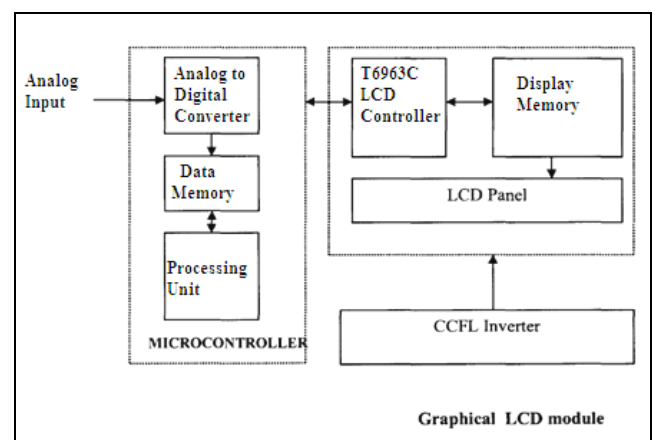 Analog
Input
Analog to
Digital
Converter
Data
Memory
Processing
Unit
MICROCONTROLLER
T6963C
LCD
Controller
Display
Memory
LCD Panel
CCFL Inverter
Graphical LCD module